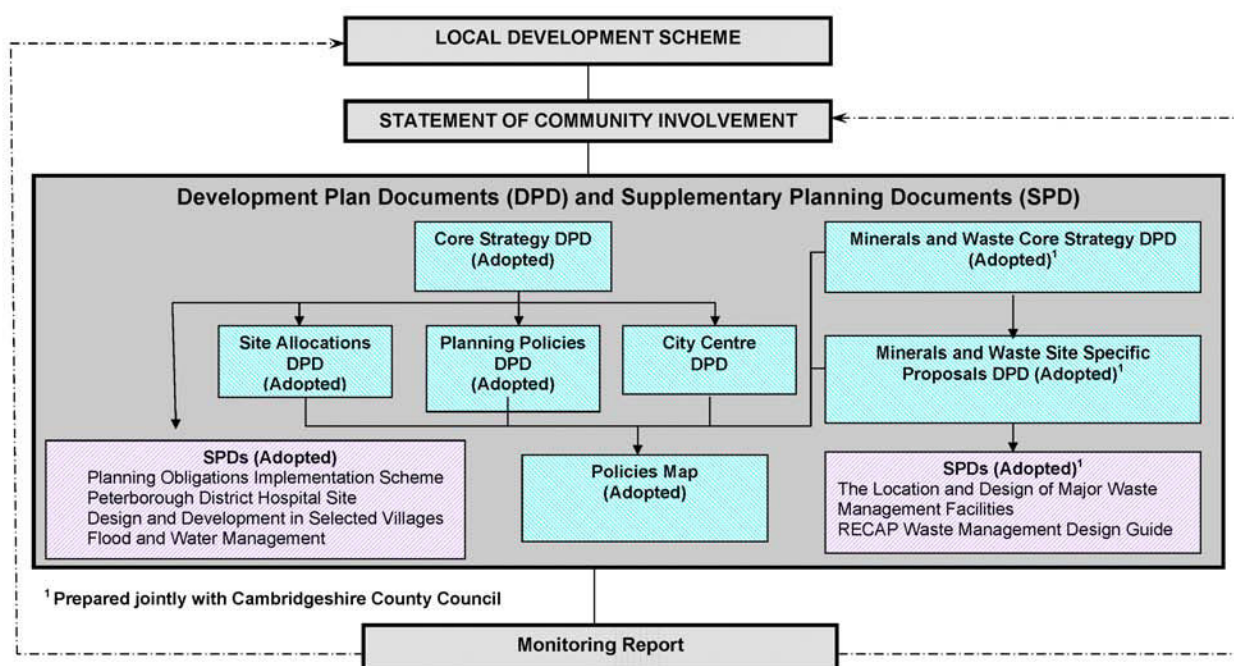 LOCAL DEVELOPMENT SCHEME
STATEMENT OF COMMUNITY INVOLVEMENT
Development Plan Documents (DPD) and Supplementary Planning Documents (SPD)
Core Strategy DPD
(Adopted)
Minerals and Waste Core Strategy DPD
(Adopted)¹
Site Allocations
DPD
(Adopted)
Planning Policies
DPD
(Adopted)
City Centre
DPD
Minerals and Waste Site Specific
Proposals DPD (Adopted)¹
SPDs (Adopted)
Planning Obligations Implementation Scheme
Peterborough District Hospital Site
Design and Development in Selected Villages
Flood and Water Management
Policies Map
(Adopted)
SPDs (Adopted)¹
The Location and Design of Major Waste
Management Facilities
RECAP Waste Management Design Guide
¹ Prepared jointly with Cambridgeshire County Council
Monitoring Report